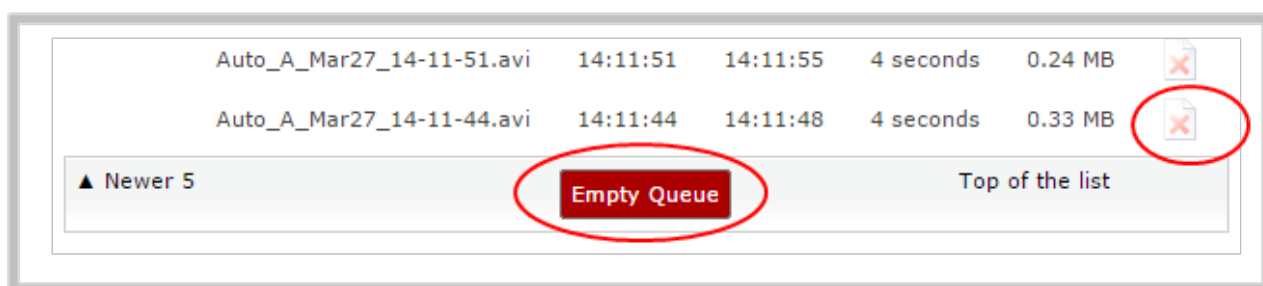 Auto_A_Mar27_14-11-51.avi 14:11:51 14:11:55 4 seconds 0.24 MB
Auto_A_Mar27_14-11-44.avi 14:11:44 14:11:48 4 seconds 0.33 MB
▲ Newer 5 Empty Queue Top of the list